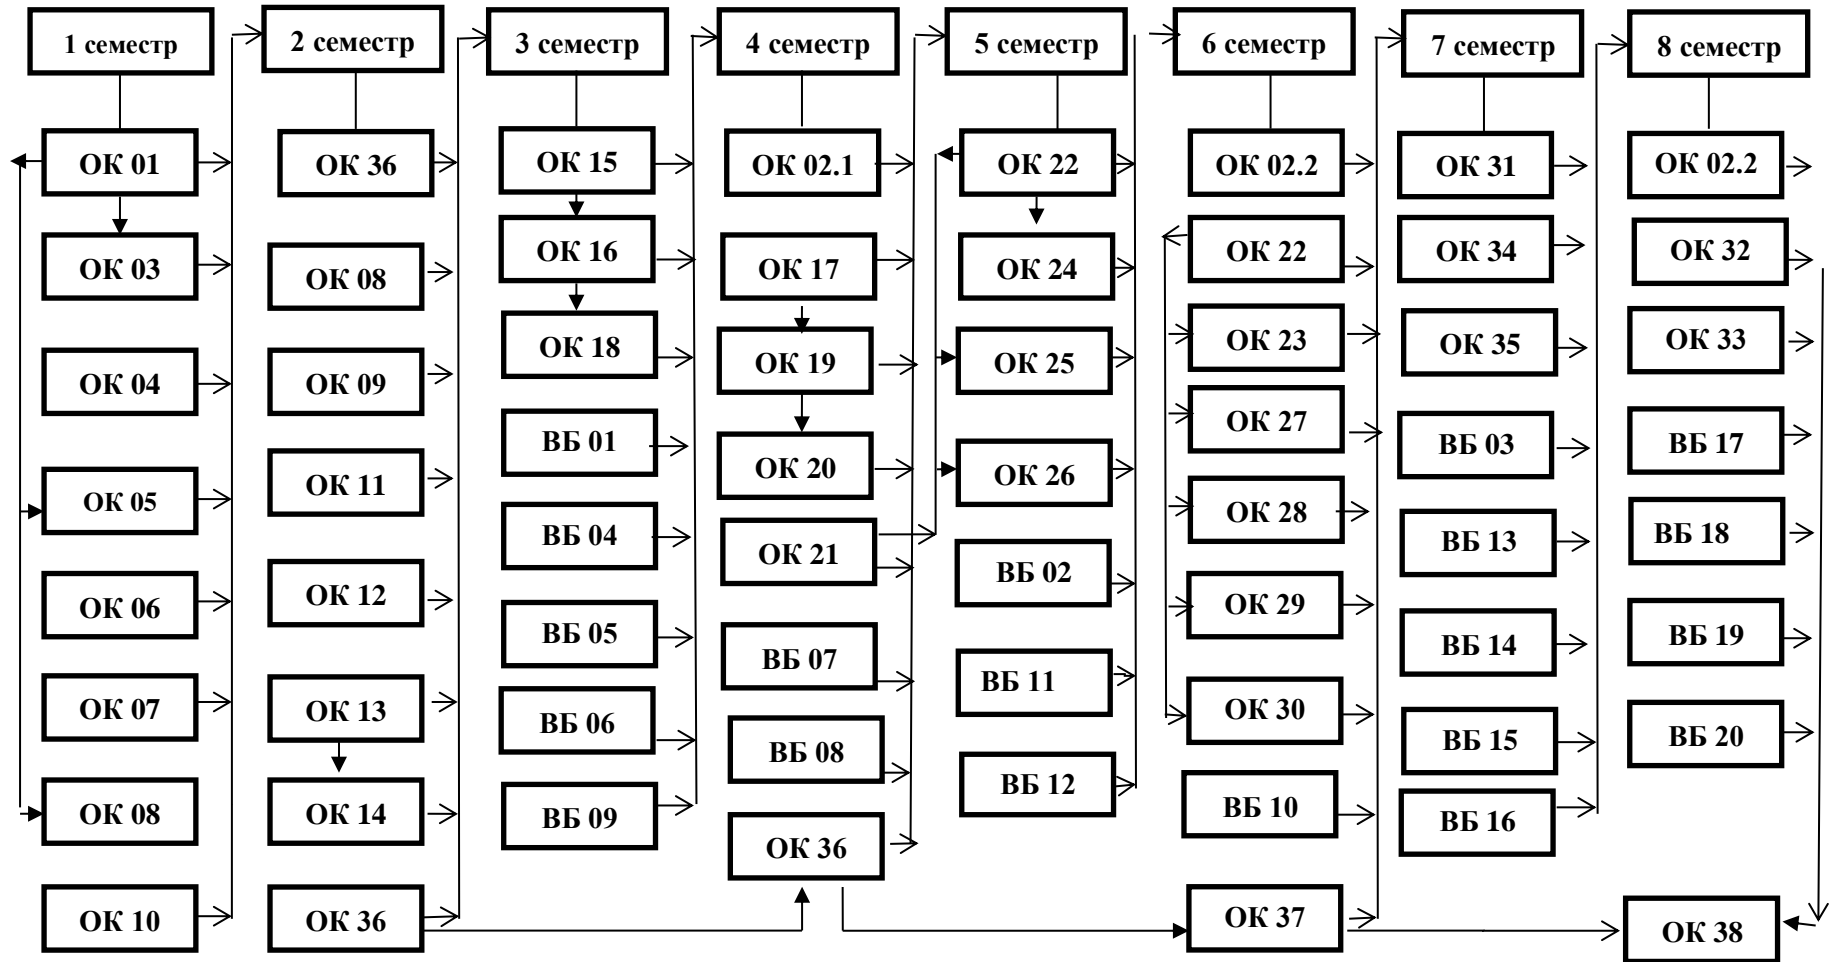 1 семестр
ОК 01
ОК 03
ОК 04
ОК 05
ОК 06
ОК 07
ОК 08
ОК 10
2 семестр
ОК 36
ОК 08
ОК 09
ОК 11
ОК 12
ОК 13
ОК 14
ОК 36
3 семестр
ОК 15
ОК 16
ОК 18
ВБ 01
ВБ 04
ВБ 05
ВБ 06
ВБ 09
4 семестр
ОК 02.1
ОК 17
ОК 19
ОК 20
ОК 21
ВБ 07
ВБ 08
ОК 36
5 семестр
ОК 22
ОК 24
ОК 25
ОК 26
ВБ 02
ВБ 11
ВБ 12
6 семестр
ОК 02.2
ОК 22
ОК 23
ОК 27
ОК 28
ОК 29
ОК 30
ВБ 10
ОК 37
7 семестр
ОК 31
ОК 34
ОК 35
ВБ 03
ВБ 13
ВБ 14
ВБ 15
ВБ 16
8 семестр
ОК 02.2
ОК 32
ОК 33
ВБ 17
ВБ 18
ВБ 19
ВБ 20
ОК 38